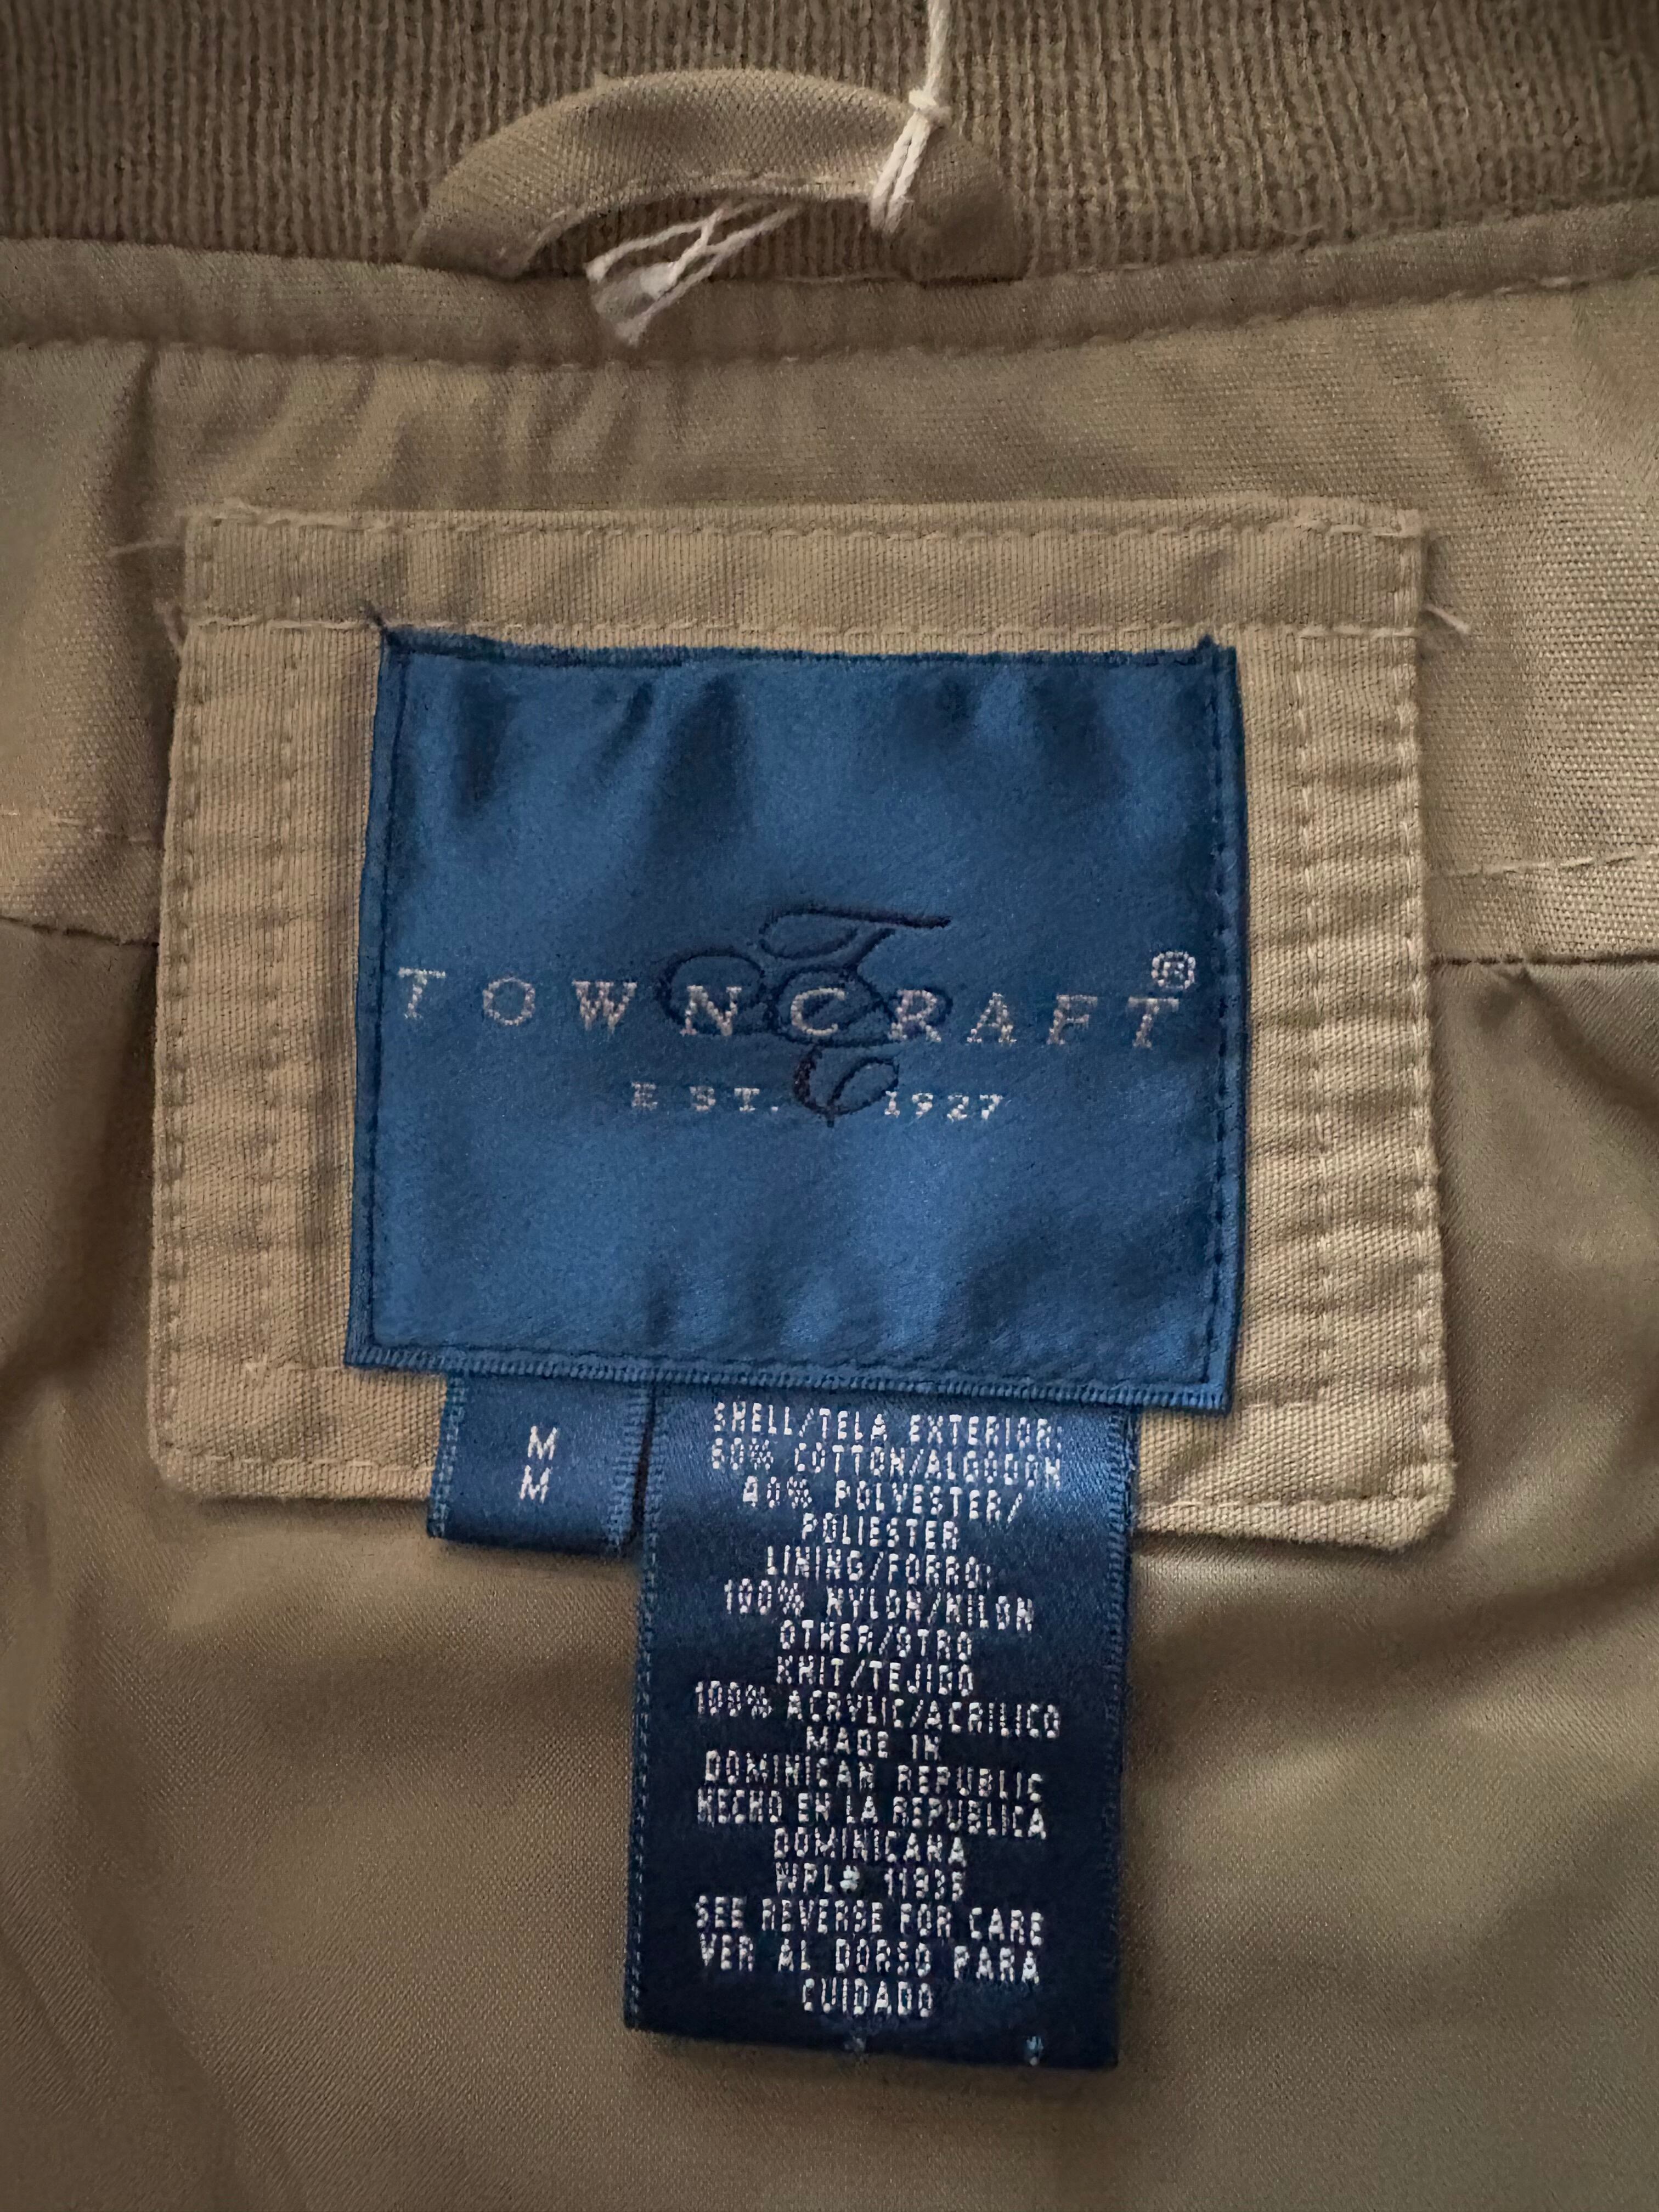 TOWNCRAFT®
EST. 1927
M
M
SHELL/TELA EXTERIOR:
60% COTTON/ALGODON
40% POLYESTER/
POLIESTER
LINING/FORRO:
100% NYLON/NILON
OTHER/OTRO
KNIT/TEJIDO
100% ACRYLIC/ACRILICO
MADE IN
DOMINICAN REPUBLIC
HECHO EN LA REPUBLICA
DOMINICANA
WPL#
SEE REVERSE FOR CARE
VER AL DORSO PARA
CUIDADO